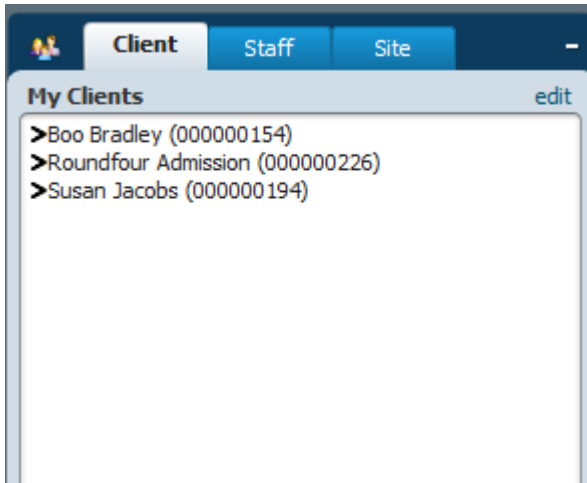 Client Staff Site -
My Clients edit
>Boo Bradley (000000154)
>Roundfour Admission (000000226)
>Susan Jacobs (000000194)